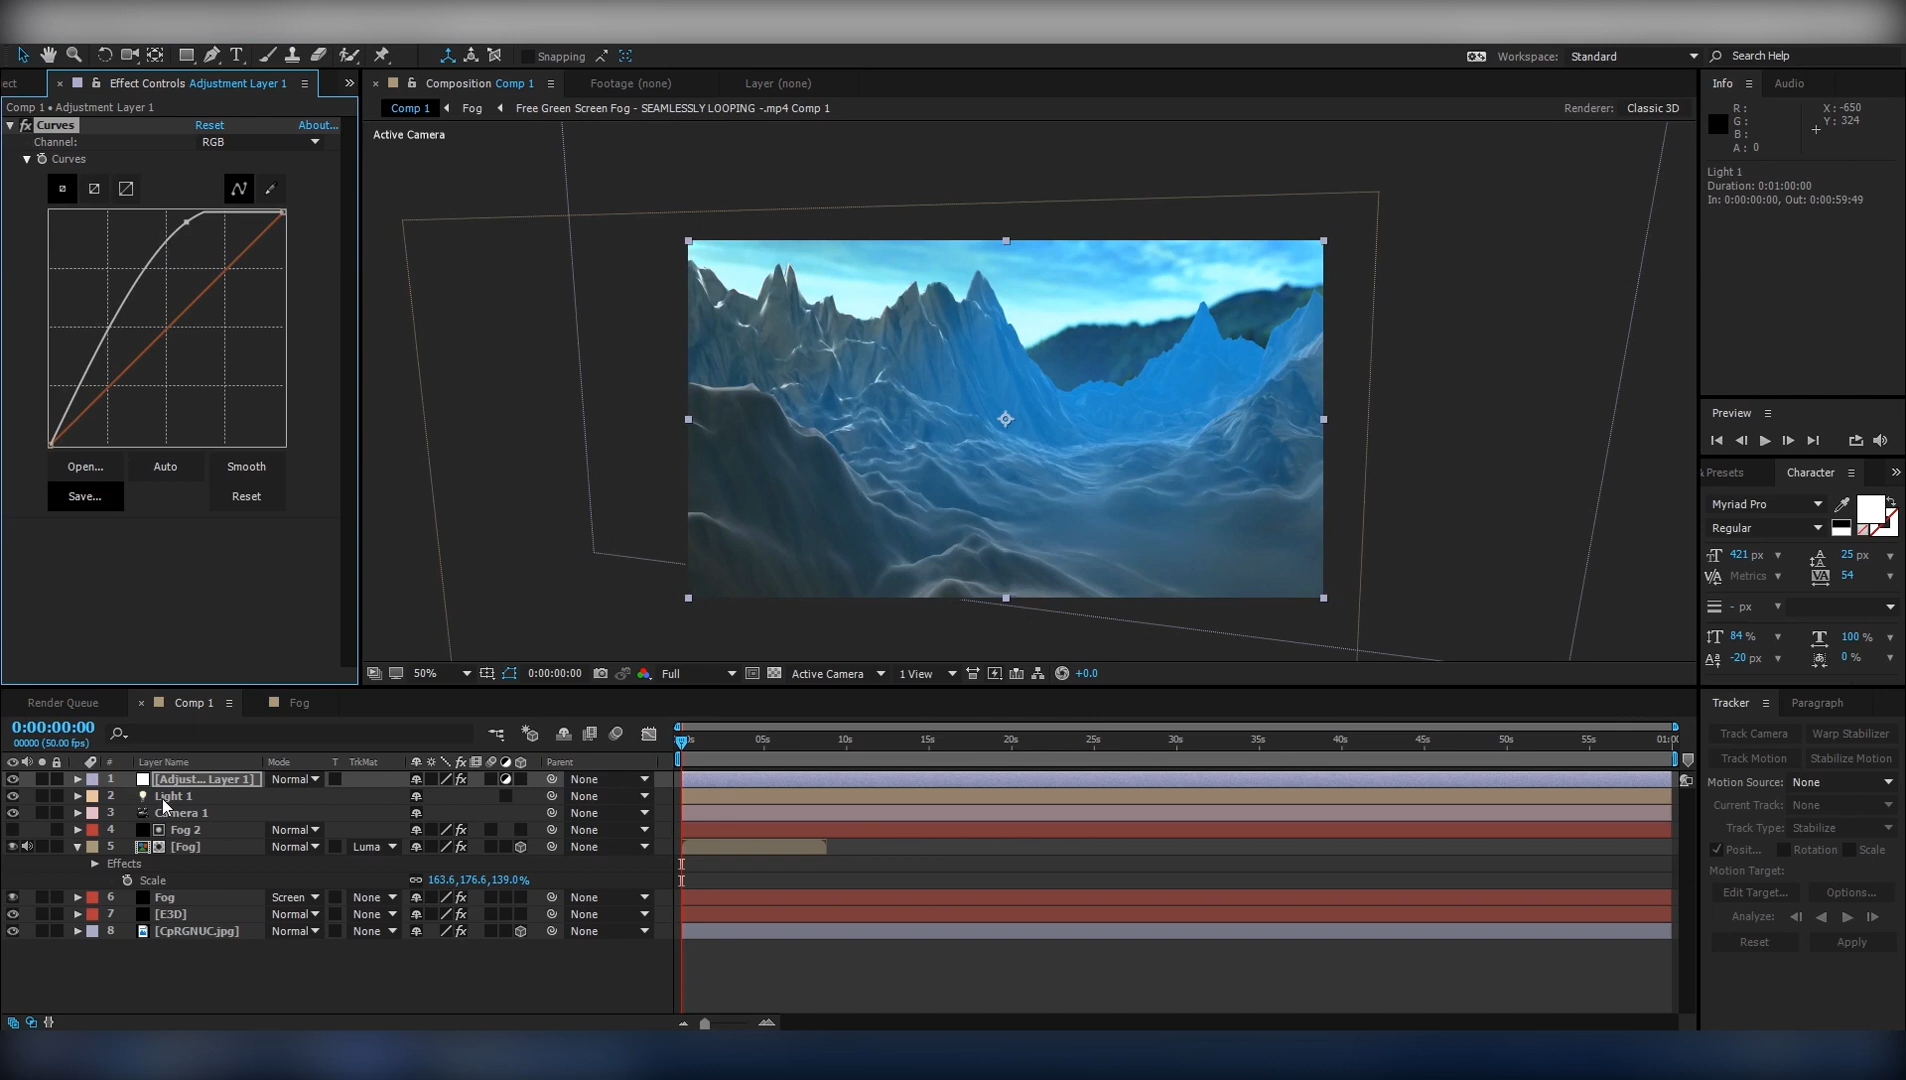 Snapping
Workspace: Standard
Search Help
ect
Effect Controls Adjustment Layer 1
Composition Comp 1
Footage (none)
Layer (none)
Info
Audio
Comp 1 • Adjustment Layer 1
Comp 1
Fog
Free Green Screen Fog - SEAMLESSLY LOOPING -.mp4 Comp 1
Renderer: Classic 3D
fx Curves
Reset
About...
Channel: RGB
Curves
Active Camera
R :
G :
B :
A : 0
X : -650
Y : 324
Light 1
Duration: 0:01:00:00
In: 0:00:00:00, Out: 0:00:59:49
Open...
Auto
Smooth
Save...
Reset
Preview
& Presets
Character
Myriad Pro
Regular
421 px
25 px
Metrics
54
- px
84 %
100 %
-20 px
0 %
50%
0:00:00:00
Full
Active Camera
1 View
+0.0
Render Queue
Comp 1
Fog
Tracker
Paragraph
0:00:00:00
00000 (50.00 fps)
0s 05s 10s 15s 20s 25s 30s 35s 40s 45s 50s 55s 01:0
# Layer Name Mode T TrkMat Parent
1 [Adjust... Layer 1] Normal None
2 Light 1 None
3 Camera 1 None
4 Fog 2 Normal None
5 [Fog] Normal Luma None
Effects
Scale 163.6,176.6,139.0%
6 Fog Screen None None
7 [E3D] Normal None None
8 [CpRGNUC.jpg] Normal None None
Track Camera
Warp Stabilizer
Track Motion
Stabilize Motion
Motion Source: None
Current Track: None
Track Type: Stabilize
Posit...
Rotation
Scale
Motion Target:
Edit Target...
Options...
Analyze:
Reset
Apply